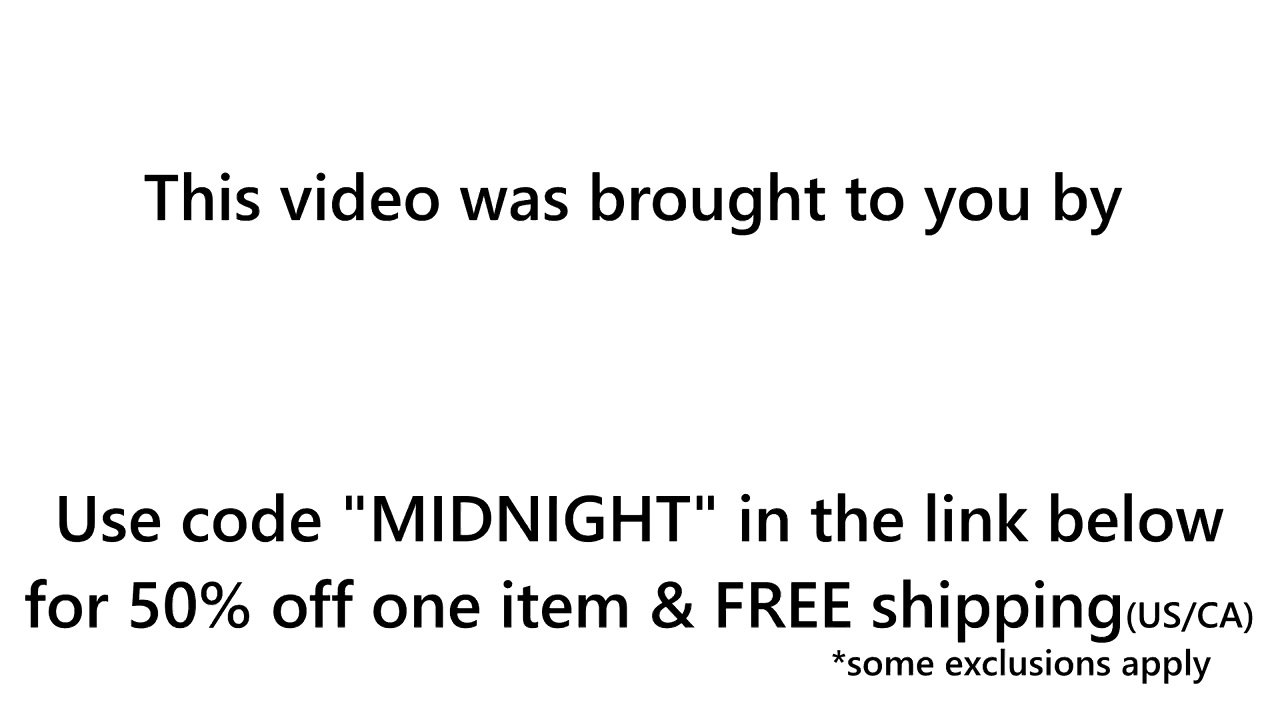 This video was brought to you by
Use code "MIDNIGHT" in the link below
for 50% off one item & FREE shipping(US/CA)
*some exclusions apply